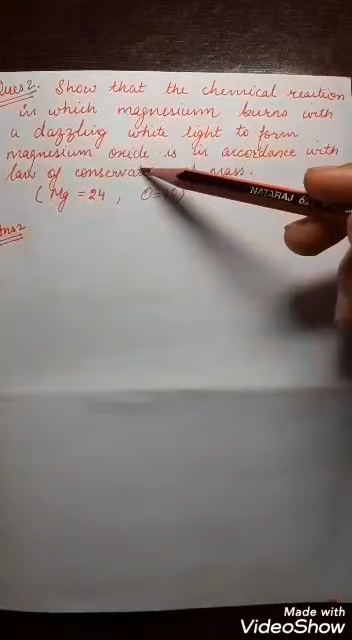 Ques 2. Show that the chemical reaction
in which magnesium burns with
a dazzling white light to form
magnesium oxide is in accordance with
law of mass.
(Mg = 24, O=
Ans 2
NATARAJ
Made with
VideoShow